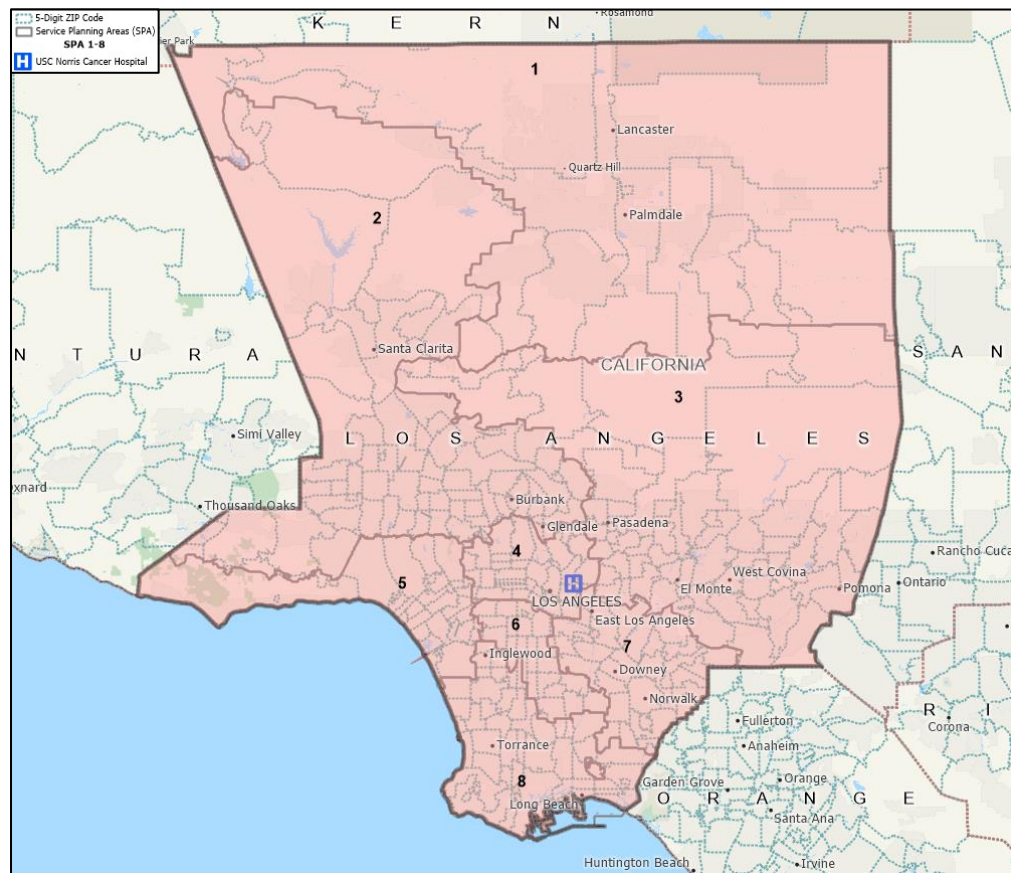 5-Digit ZIP Code
Service Planning Areas (SPA)
SPA 1-8
H USC Norris Cancer Hospital
K E R N
Rosamond
Park
1
Lancaster
Quartz Hill
2
Palmdale
Santa Clarita
N T U R A
CALIFORNIA
S A N
3
Simi Valley
L O S A N G E L E S
xnard
Thousand Oaks
Burbank
Glendale
Pasadena
4
Rancho Cuca
5
H
El Monte
West Covina
Pomona
Ontario
LOS ANGELES
6
East Los Angeles
7
Inglewood
Downey
Norwalk
R I
Fullerton
Corona
Torrance
Anaheim
8
Garden Grove
Orange
Long Beach
O R A N G E
Santa Ana
Huntington Beach
Irvine